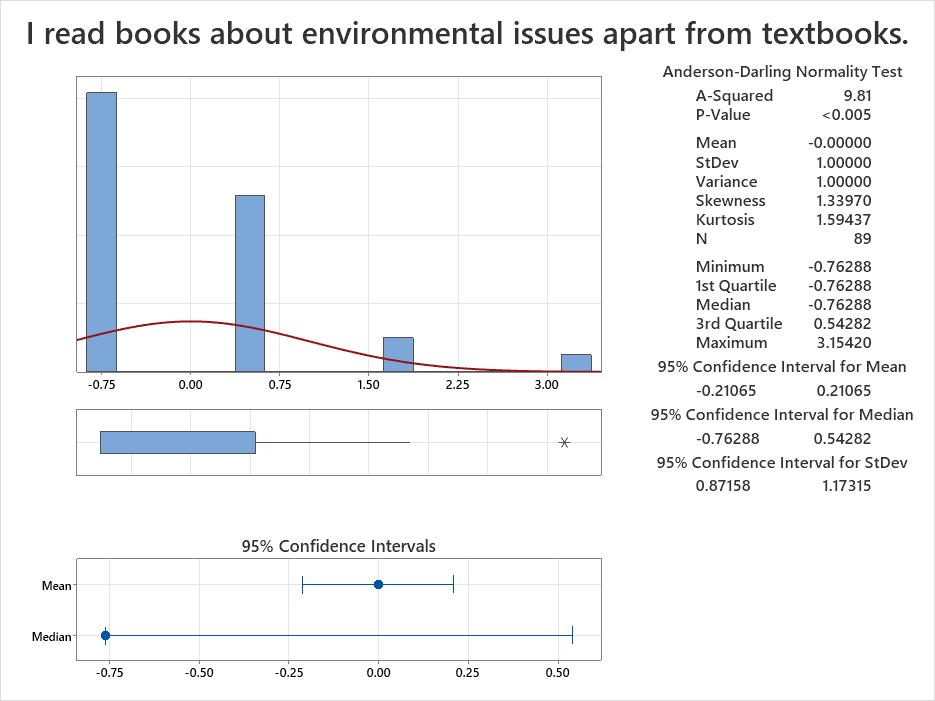 I read books about environmental issues apart from textbooks.
-0.75 0.00 0.75 1.50 2.25 3.00
95% Confidence Intervals
Mean
Median
-0.75 -0.50 -0.25 0.00 0.25 0.50
Anderson-Darling Normality Test
A-Squared 9.81
P-Value <0.005
Mean -0.00000
StDev 1.00000
Variance 1.00000
Skewness 1.33970
Kurtosis 1.59437
N 89
Minimum -0.76288
1st Quartile -0.76288
Median -0.76288
3rd Quartile 0.54282
Maximum 3.15420
95% Confidence Interval for Mean
-0.21065 0.21065
95% Confidence Interval for Median
-0.76288 0.54282
95% Confidence Interval for StDev
0.87158 1.17315